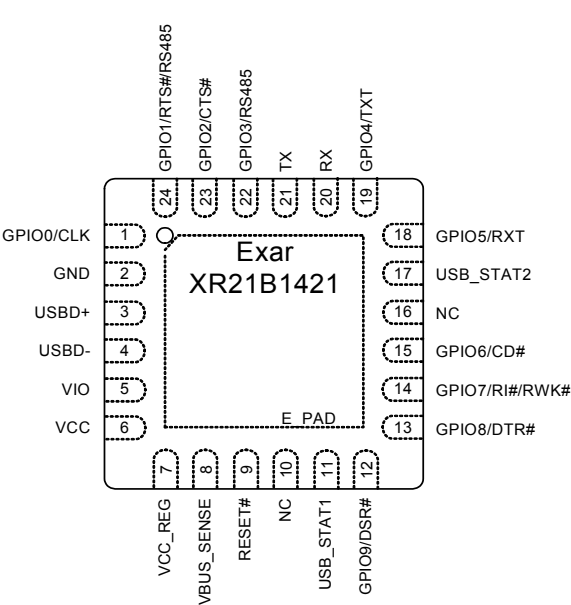 GPIO1/RTS#/RS485
GPIO2/CTS#
GPIO3/RS485
TX
RX
GPIO4/TXT
24
23
22
21
20
19
GPIO0/CLK 1
GND 2
USBD+ 3
USBD- 4
VIO 5
VCC 6
Exar
XR21B1421
E_PAD
18 GPIO5/RXT
17 USB_STAT2
16 NC
15 GPIO6/CD#
14 GPIO7/RI#/RWK#
13 GPIO8/DTR#
7
8
9
10
11
12
VCC_REG
VBUS_SENSE
RESET#
NC
USB_STAT1
GPIO9/DSR#